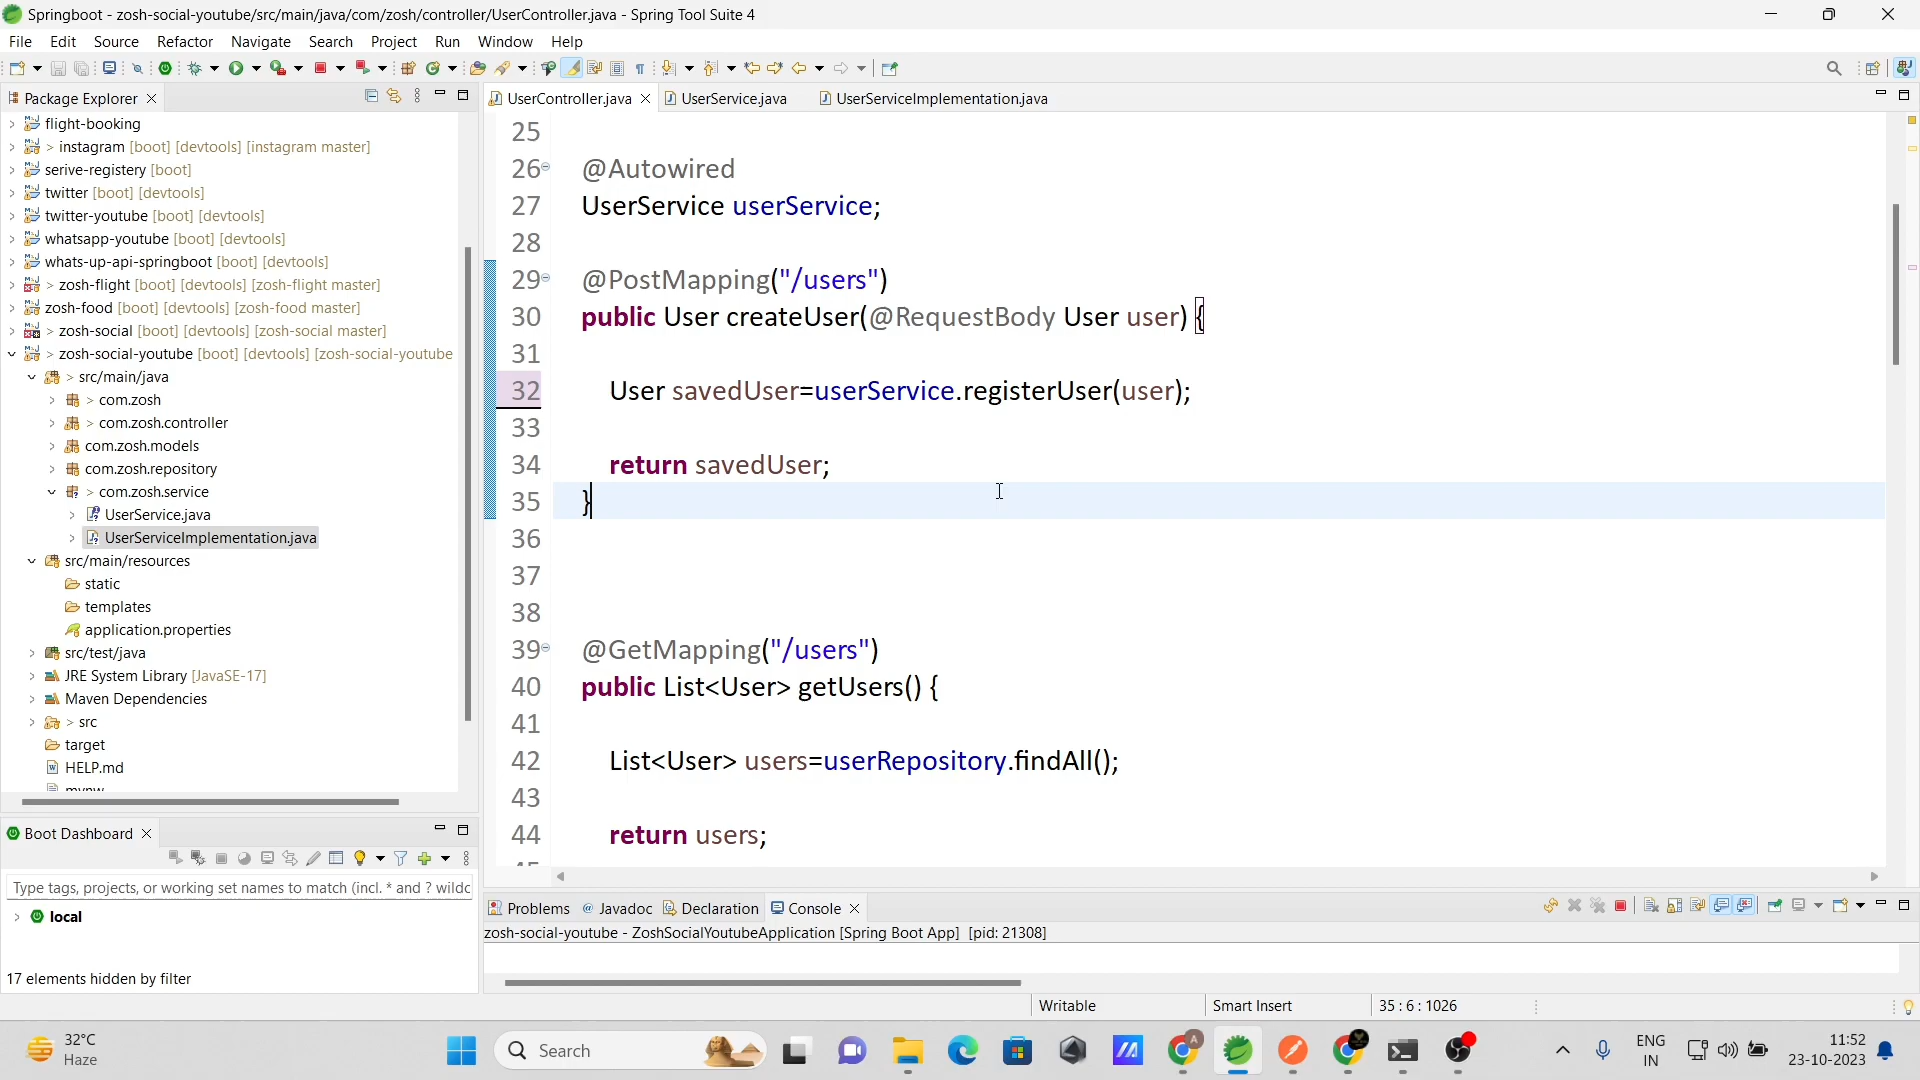 Springboot - zosh-social-youtube/src/main/java/com/zosh/controller/UserController.java - Spring Tool Suite 4
File Edit Source Refactor Navigate Search Project Run Window Help
Package Explorer
flight-booking
> instagram [boot] [devtools] [instagram master]
serive-registery [boot]
twitter [boot] [devtools]
twitter-youtube [boot] [devtools]
whatsapp-youtube [boot] [devtools]
whats-up-api-springboot [boot] [devtools]
> zosh-flight [boot] [devtools] [zosh-flight master]
zosh-food [boot] [devtools] [zosh-food master]
> zosh-social [boot] [devtools] [zosh-social master]
> zosh-social-youtube [boot] [devtools] [zosh-social-youtube
> src/main/java
> com.zosh
> com.zosh.controller
com.zosh.models
com.zosh.repository
> com.zosh.service
UserService.java
UserServiceImplementation.java
src/main/resources
static
templates
application.properties
src/test/java
JRE System Library [JavaSE-17]
Maven Dependencies
> src
target
HELP.md
Boot Dashboard
Type tags, projects, or working set names to match (incl. * and ? wildc
local
17 elements hidden by filter
UserController.java UserService.java UserServiceImplementation.java
25
26 @Autowired
27 UserService userService;
28
29 @PostMapping("/users")
30 public User createUser(@RequestBody User user) {
31
32 User savedUser=userService.registerUser(user);
33
34 return savedUser;
35 }
36
37
38
39 @GetMapping("/users")
40 public List<User> getUsers() {
41
42 List<User> users=userRepository.findAll();
43
44 return users;
Problems @ Javadoc Declaration Console
zosh-social-youtube - ZoshSocialYoutubeApplication [Spring Boot App] [pid: 21308]
Writable Smart Insert 35 : 6 : 1026
32°C
Haze
Search
ENG
IN
11:52
23-10-2023